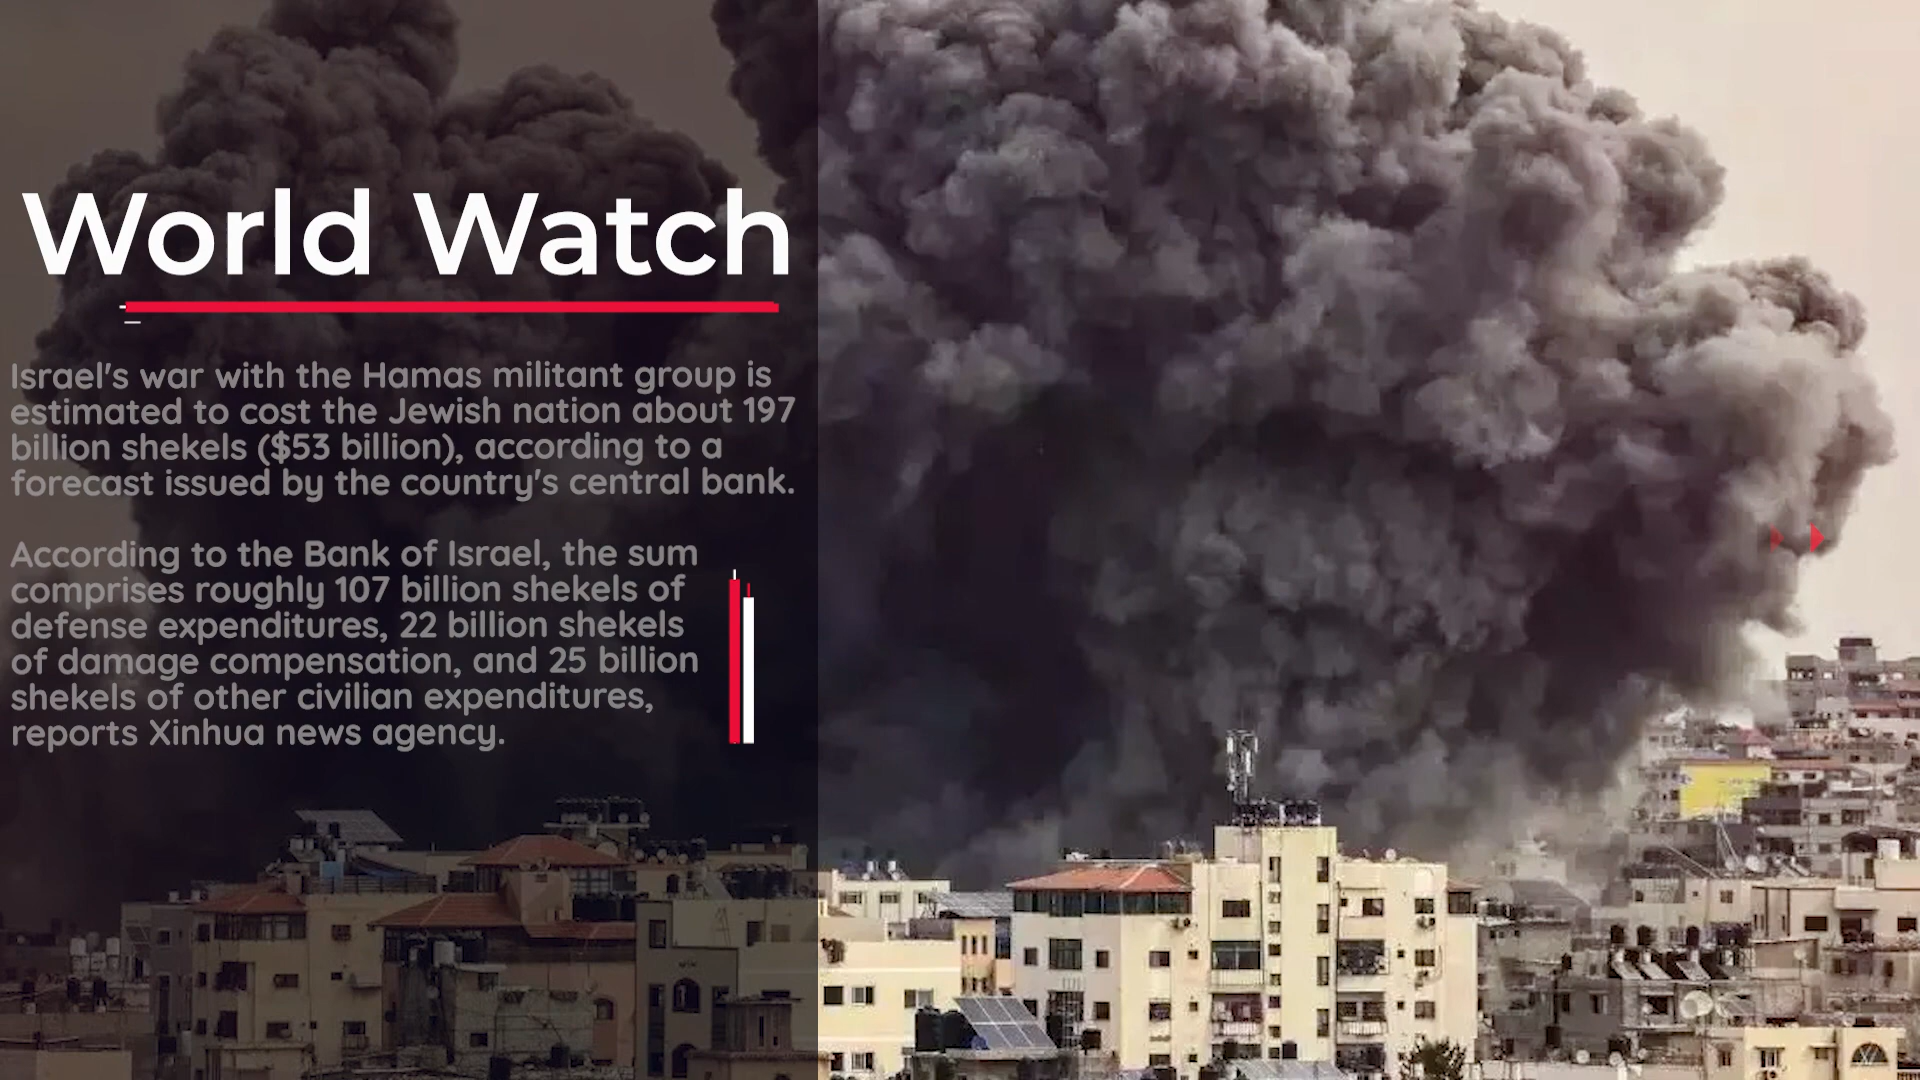 World Watch
Israel's war with the Hamas militant group is
estimated to cost the Jewish nation about 197
billion shekels ($53 billion), according to a
forecast issued by the country's central bank.
According to the Bank of Israel, the sum
comprises roughly 107 billion shekels of
defense expenditures, 22 billion shekels
of damage compensation, and 25 billion
shekels of other civilian expenditures,
reports Xinhua news agency.